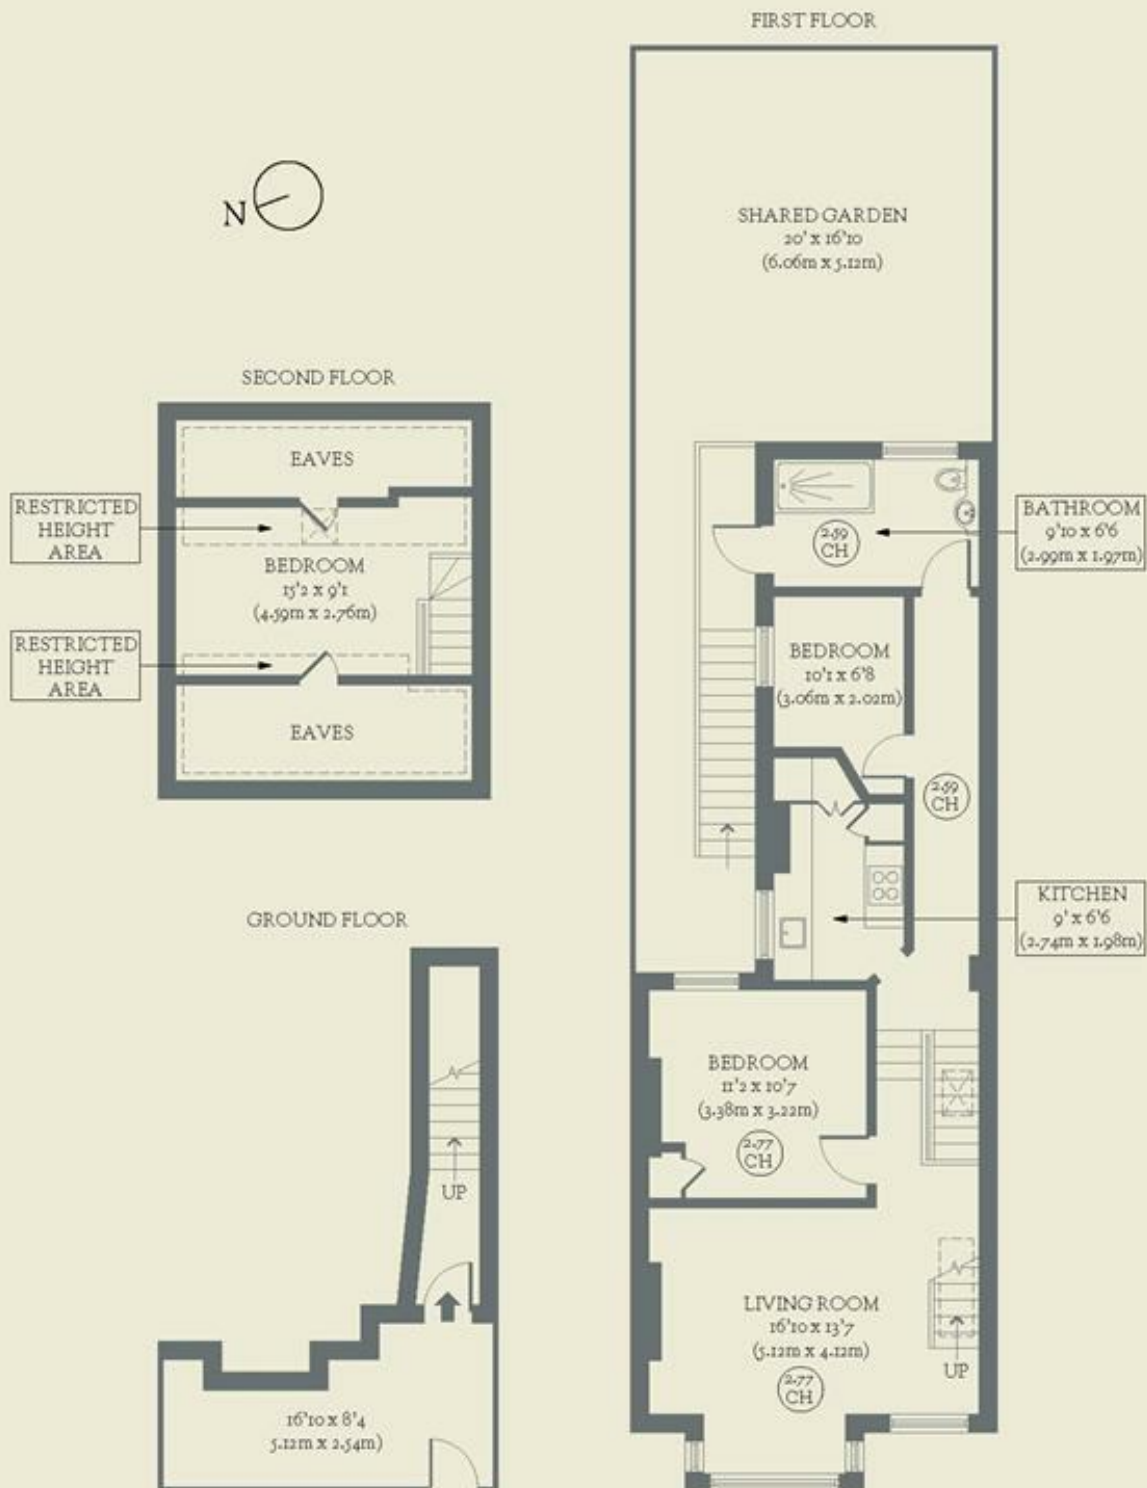 FIRST FLOOR
SHARED GARDEN
20' x 16'10
(6.06m x 5.12m)
N
SECOND FLOOR
EAVES
RESTRICTED
HEIGHT
AREA
BEDROOM
15'2 x 9'1
(4.59m x 2.76m)
RESTRICTED
HEIGHT
AREA
EAVES
2.59
CH
BATHROOM
9'10 x 6'6
(2.99m x 1.97m)
BEDROOM
10'1 x 6'8
(3.06m x 2.02m)
2.59
CH
KITCHEN
9' x 6'6
(2.74m x 1.98m)
GROUND FLOOR
UP
16'10 x 8'4
5.12m x 2.54m)
BEDROOM
11'2 x 10'7
(3.38m x 3.22m)
2.77
CH
LIVING ROOM
16'10 x 13'7
(5.12m x 4.12m)
2.77
CH
UP